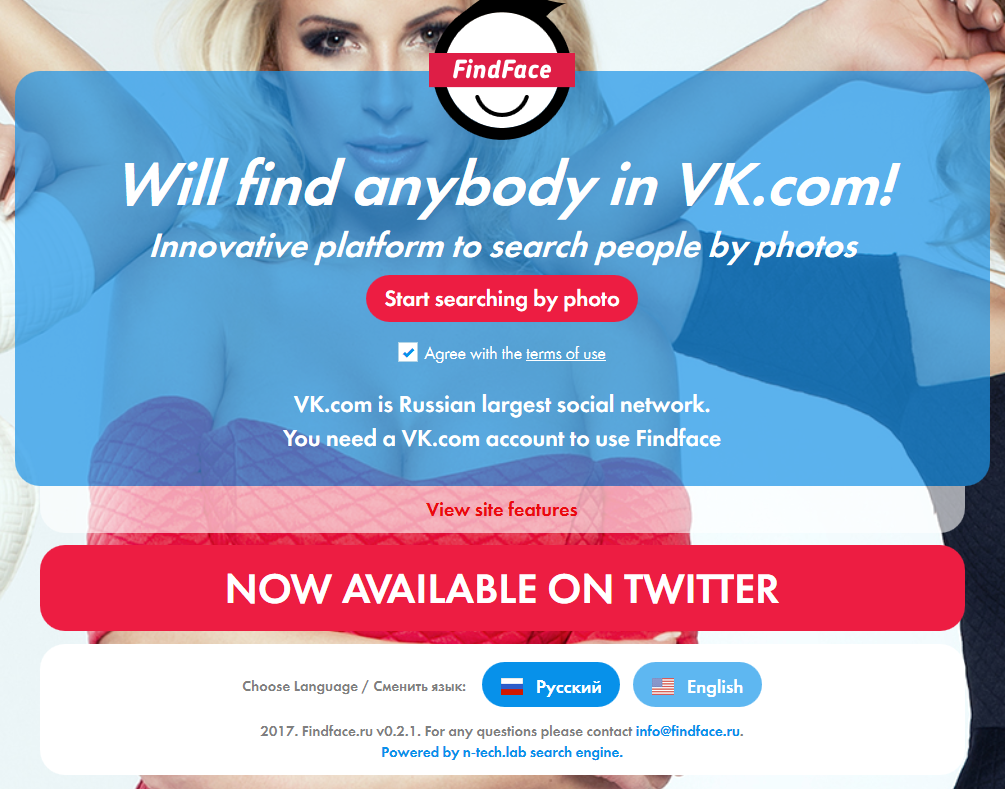 FindFace
Will find anybody in VK.com!
Innovative platform to search people by photos
Start searching by photo
Agree with the terms of use
VK.com is Russian largest social network.
You need a VK.com account to use Findface
View site features
NOW AVAILABLE ON TWITTER
Choose Language / Сменить язык: Русский English
2017. Findface.ru v0.2.1. For any questions please contact info@findface.ru.
Powered by n-tech.lab search engine.